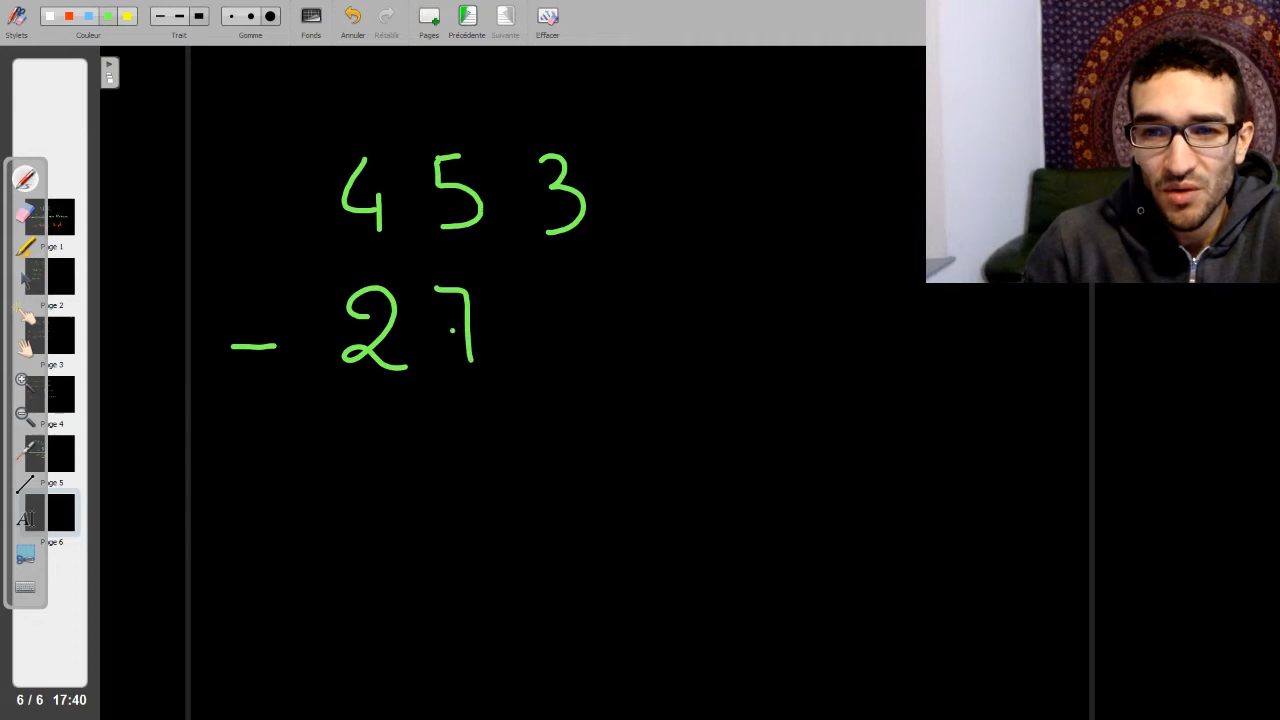 Stylets Couleur Trait Gomme Fonds Annuler Rétablir Pages Précédente Suivante Effacer
4 5 3
- 2 7
Page 1
Page 2
Page 3
Page 4
Page 5
Page 6
6 / 6 17:40